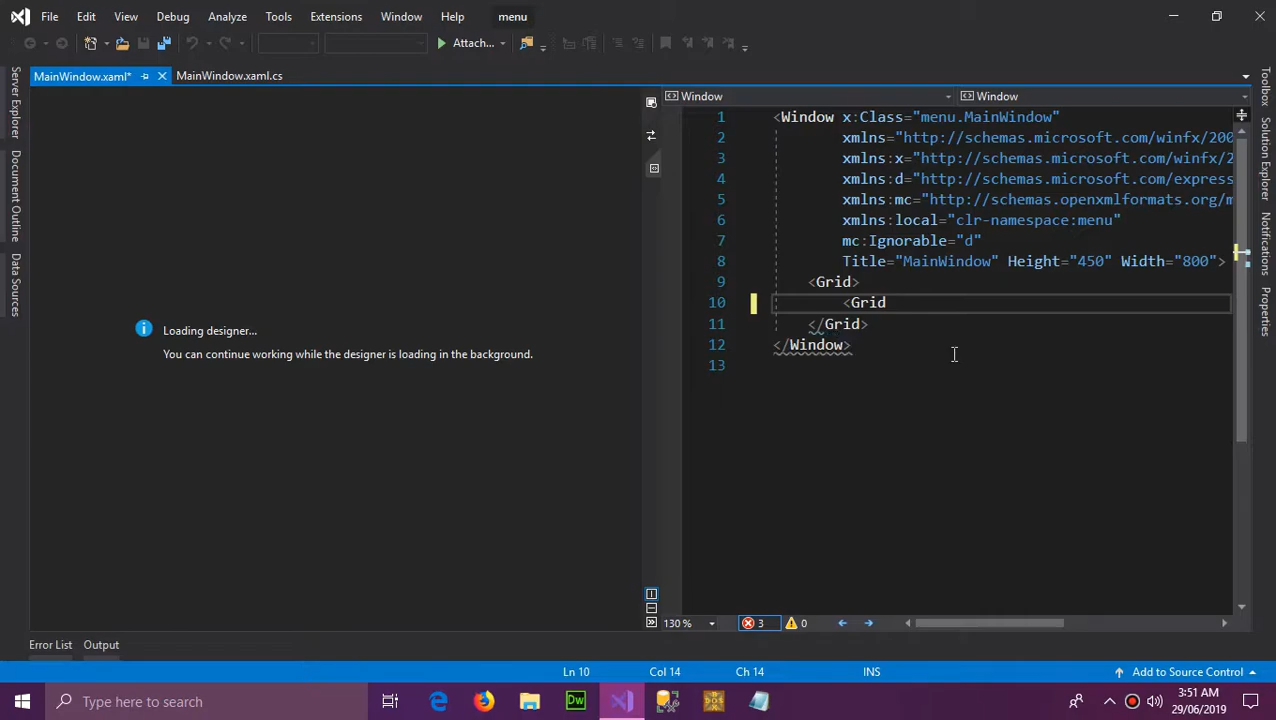 File Edit View Debug Analyze Tools Extensions Window Help menu
Attach...
MainWindow.xaml* MainWindow.xaml.cs
Server Explorer
Document Outline
Data Sources
Toolbox
Solution Explorer
Notifications
Properties
Window Window
1 <Window x:Class="menu.MainWindow"
2 xmlns="http://schemas.microsoft.com/winfx/200
3 xmlns:x="http://schemas.microsoft.com/winfx/2
4 xmlns:d="http://schemas.microsoft.com/express
5 xmlns:mc="http://schemas.openxmlformats.org/m
6 xmlns:local="clr-namespace:menu"
7 mc:Ignorable="d"
8 Title="MainWindow" Height="450" Width="800">
9 <Grid>
10 <Grid
11 </Grid>
12 </Window>
13
Loading designer...
You can continue working while the designer is loading in the background.
130 % 3 0
Error List Output
Ln 10 Col 14 Ch 14 INS Add to Source Control
Type here to search
Dw
DOS
3:51 AM
29/06/2019